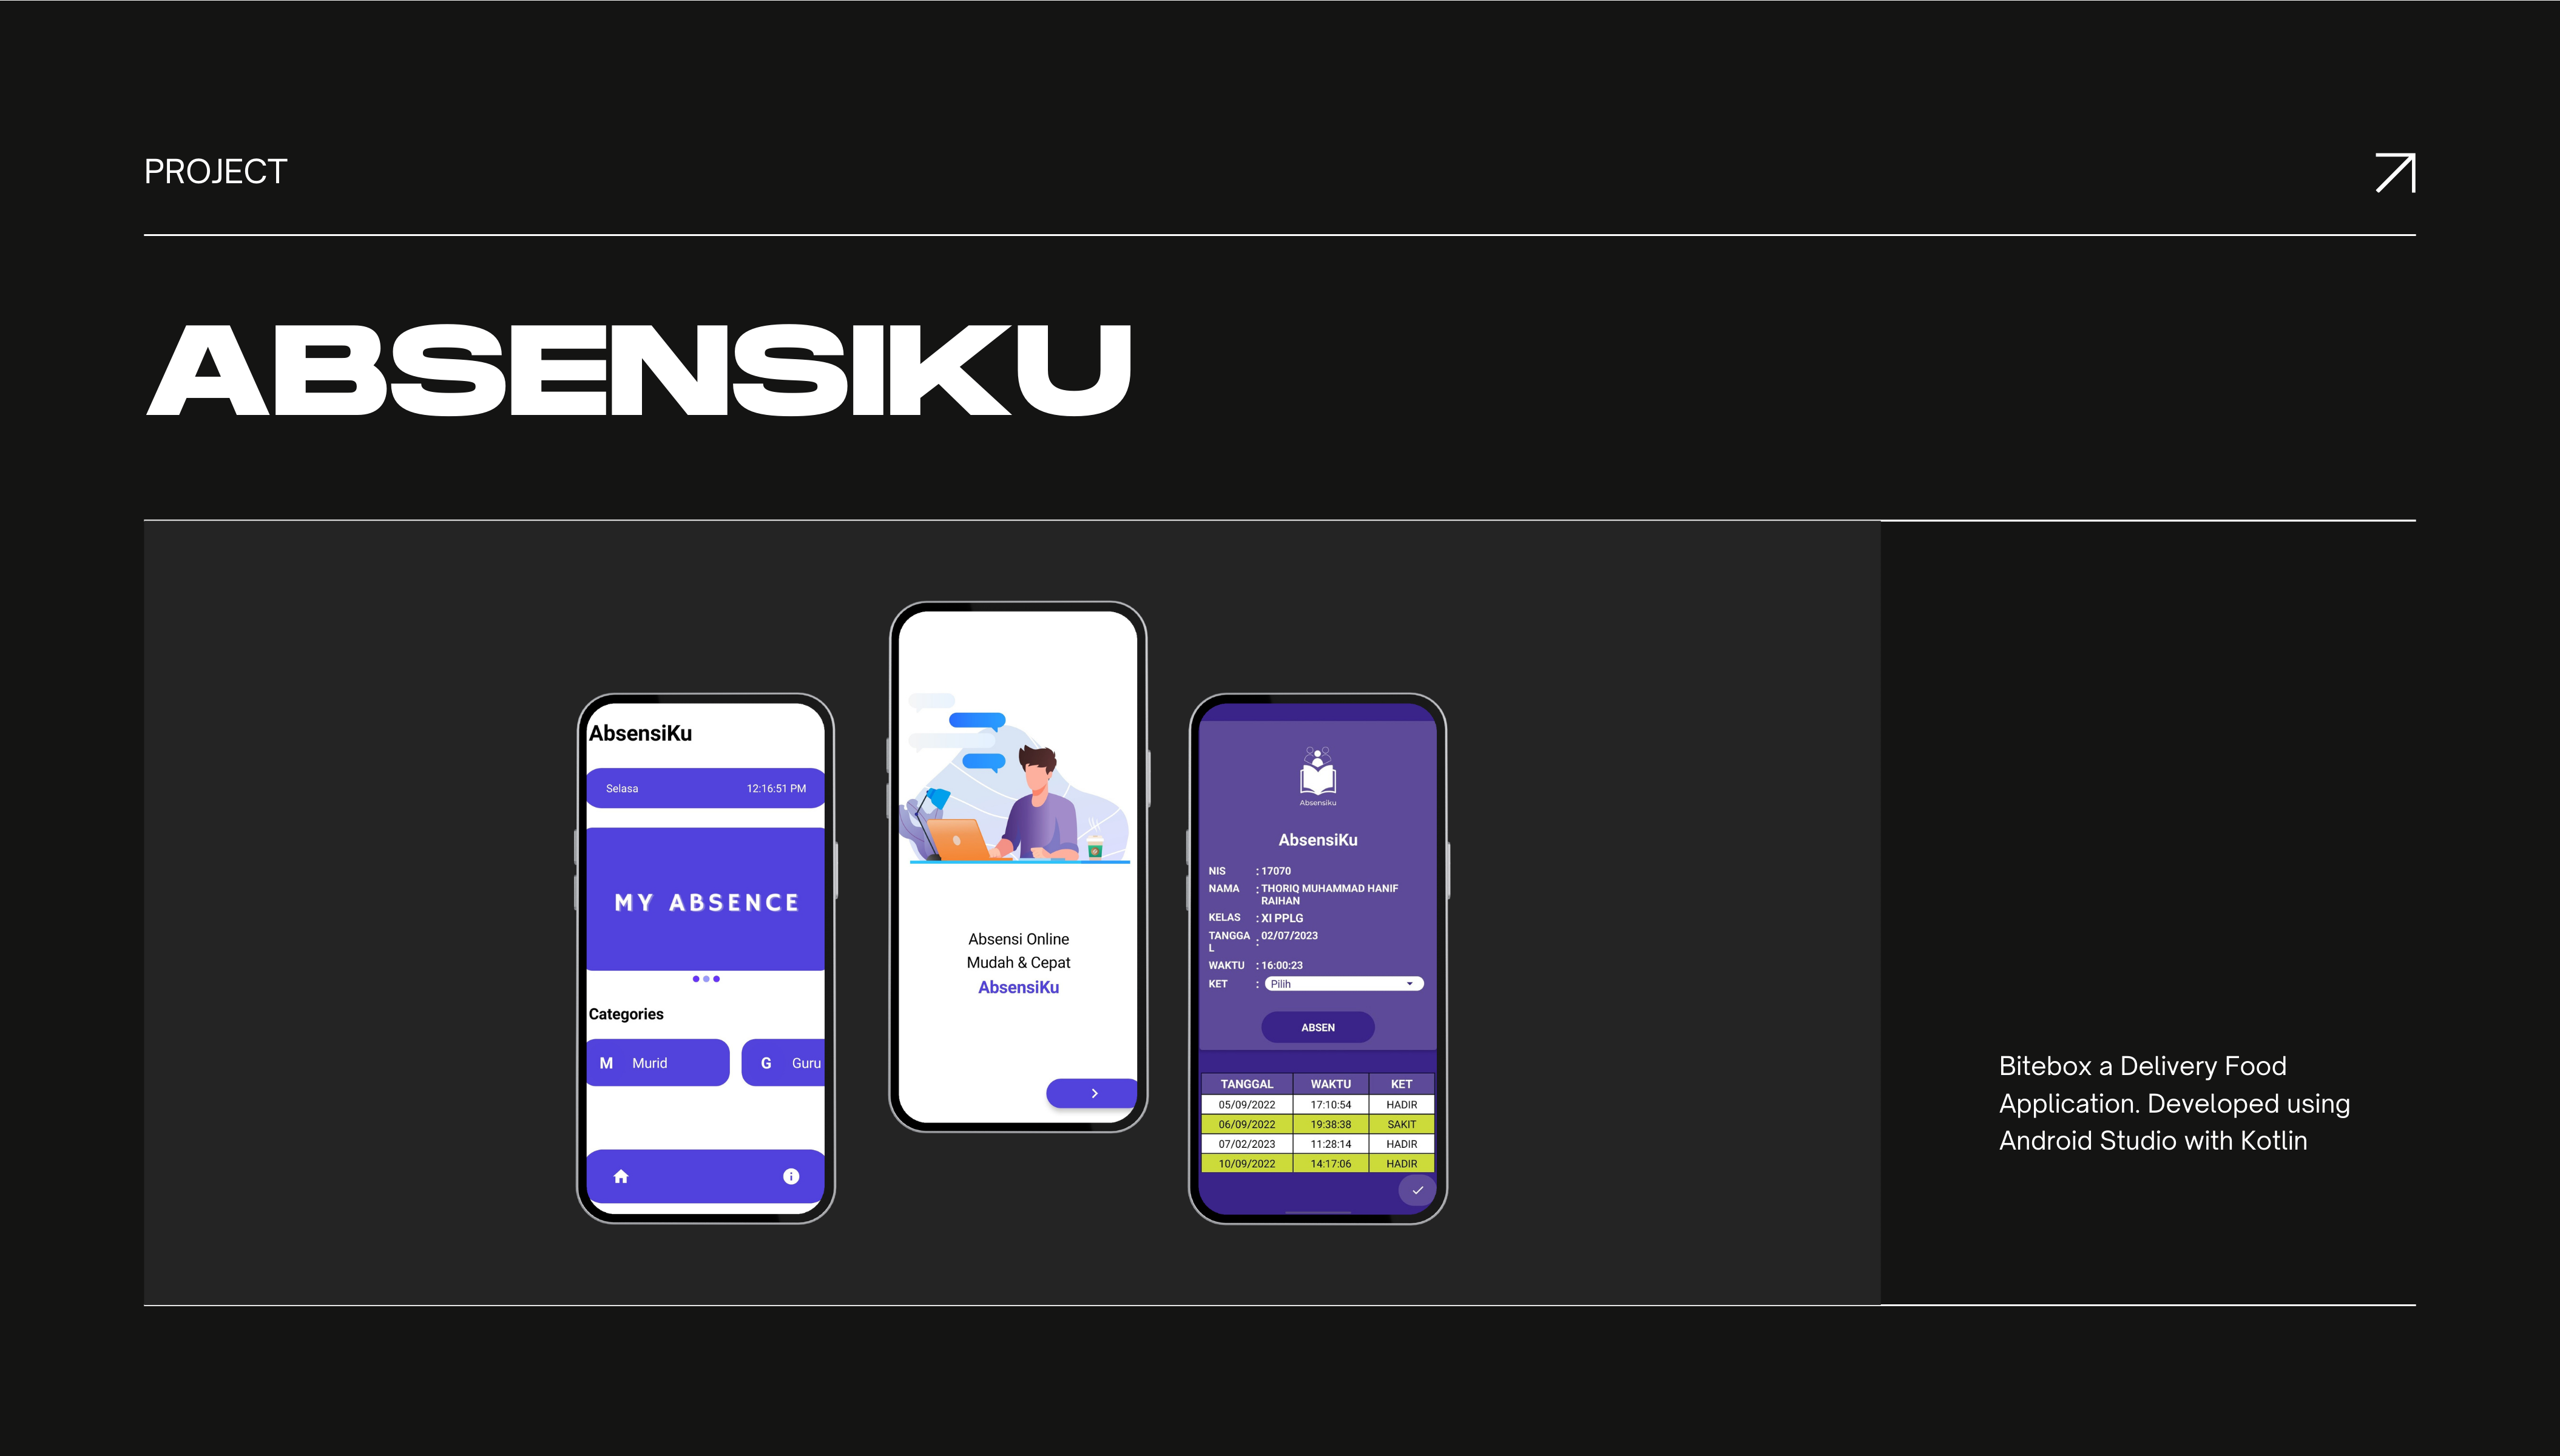 PROJECT
ABSENSIKU
AbsensiKu
Selasa 12:16:51 PM
MY ABSENCE
Categories
M Murid G Guru
Absensi Online
Mudah & Cepat
AbsensiKu
Absensiku
AbsensiKu
NIS : 17070
NAMA : THORIQ MUHAMMAD HANIF
RAIHAN
KELAS : XI PPLG
TANGGA : 02/07/2023
L
WAKTU : 16:00:23
KET : Pilih
ABSEN
TANGGAL WAKTU KET
05/09/2022 17:10:54 HADIR
06/09/2022 19:38:38 SAKIT
07/02/2023 11:28:14 HADIR
10/09/2022 14:17:06 HADIR
Bitebox a Delivery Food
Application. Developed using
Android Studio with Kotlin